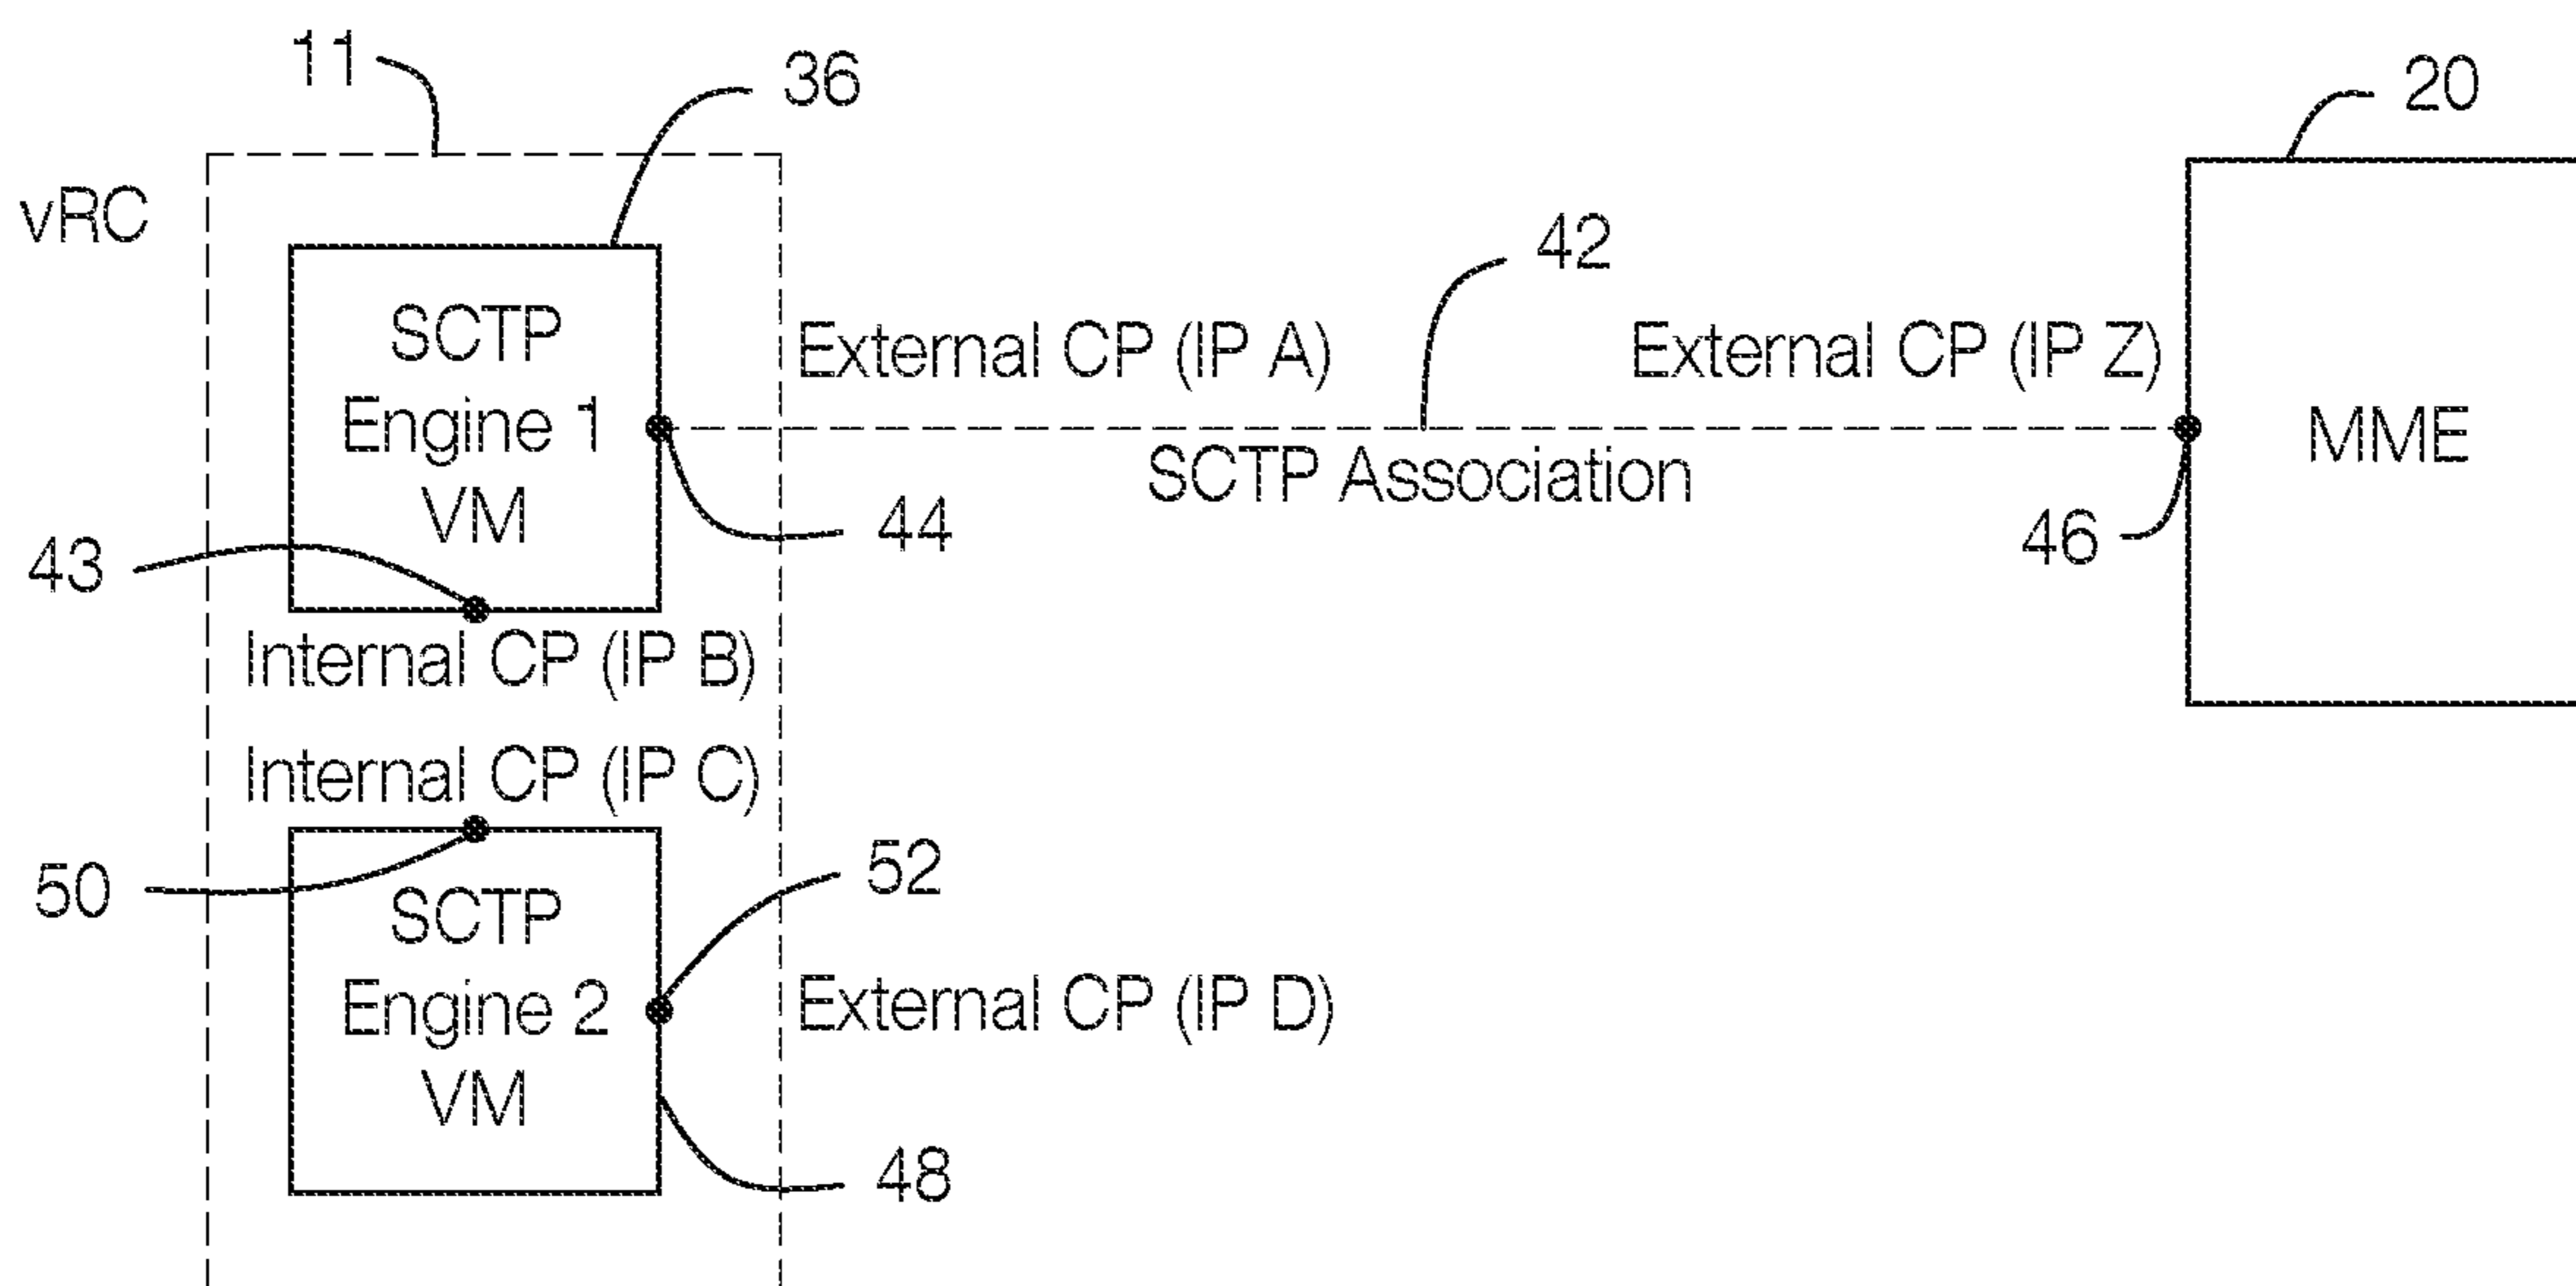 11
36
20
vRC
42
SCTP
Engine 1
VM
External CP (IP A)
External CP (IP Z)
MME
SCTP Association
44
46
43
Internal CP (IP B)
Internal CP (IP C)
50
52
SCTP
Engine 2
VM
External CP (IP D)
48